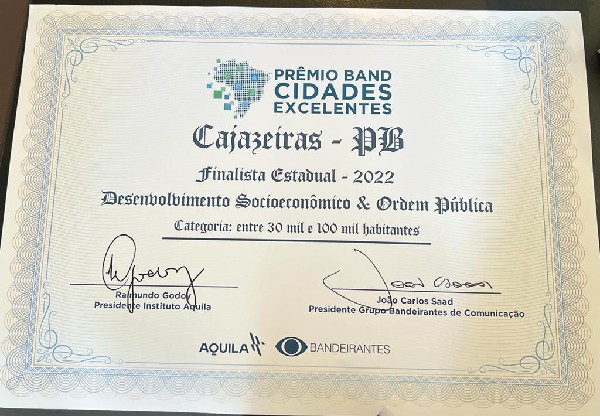 PRÊMIO BAND
CIDADES
EXCELENTES
Cajazeiras - PB
Finalista Estadual - 2022
Desenvolvimento Socioeconômico & Ordem Pública
Categoria: entre 30 mil e 100 mil habitantes
Raimundo Godoy
Presidente Instituto Aquila
João Carlos Saad
Presidente Grupo Bandeirantes de Comunicação
AQUILA
BANDEIRANTES